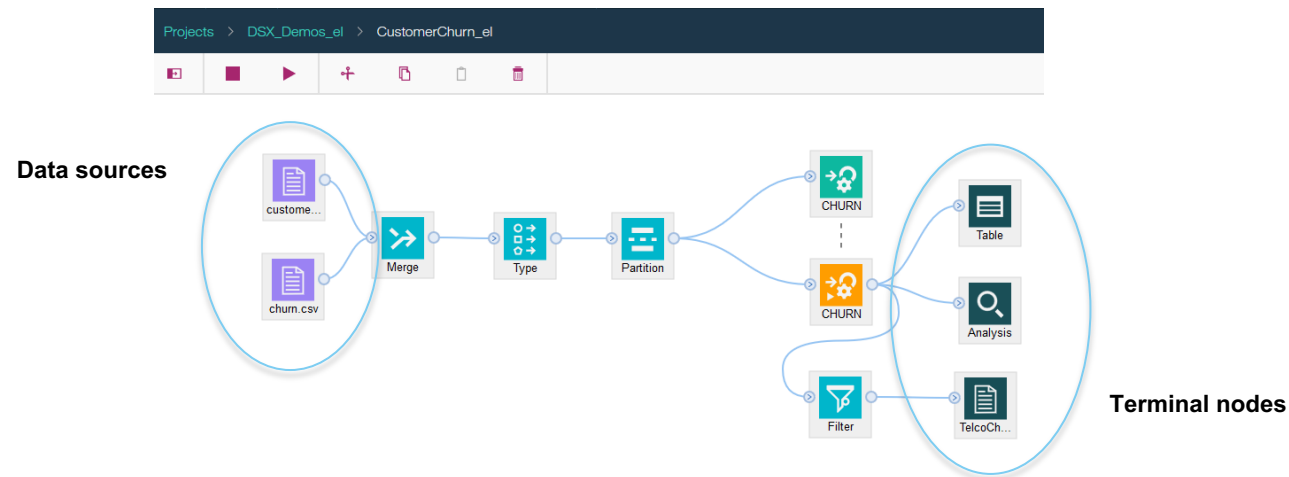 Projects > DSX_Demos_el > CustomerChurn_el
Data sources
custome...
churn.csv
Merge
Type
Partition
CHURN
CHURN
Filter
Table
Analysis
TelcoCh...
Terminal nodes